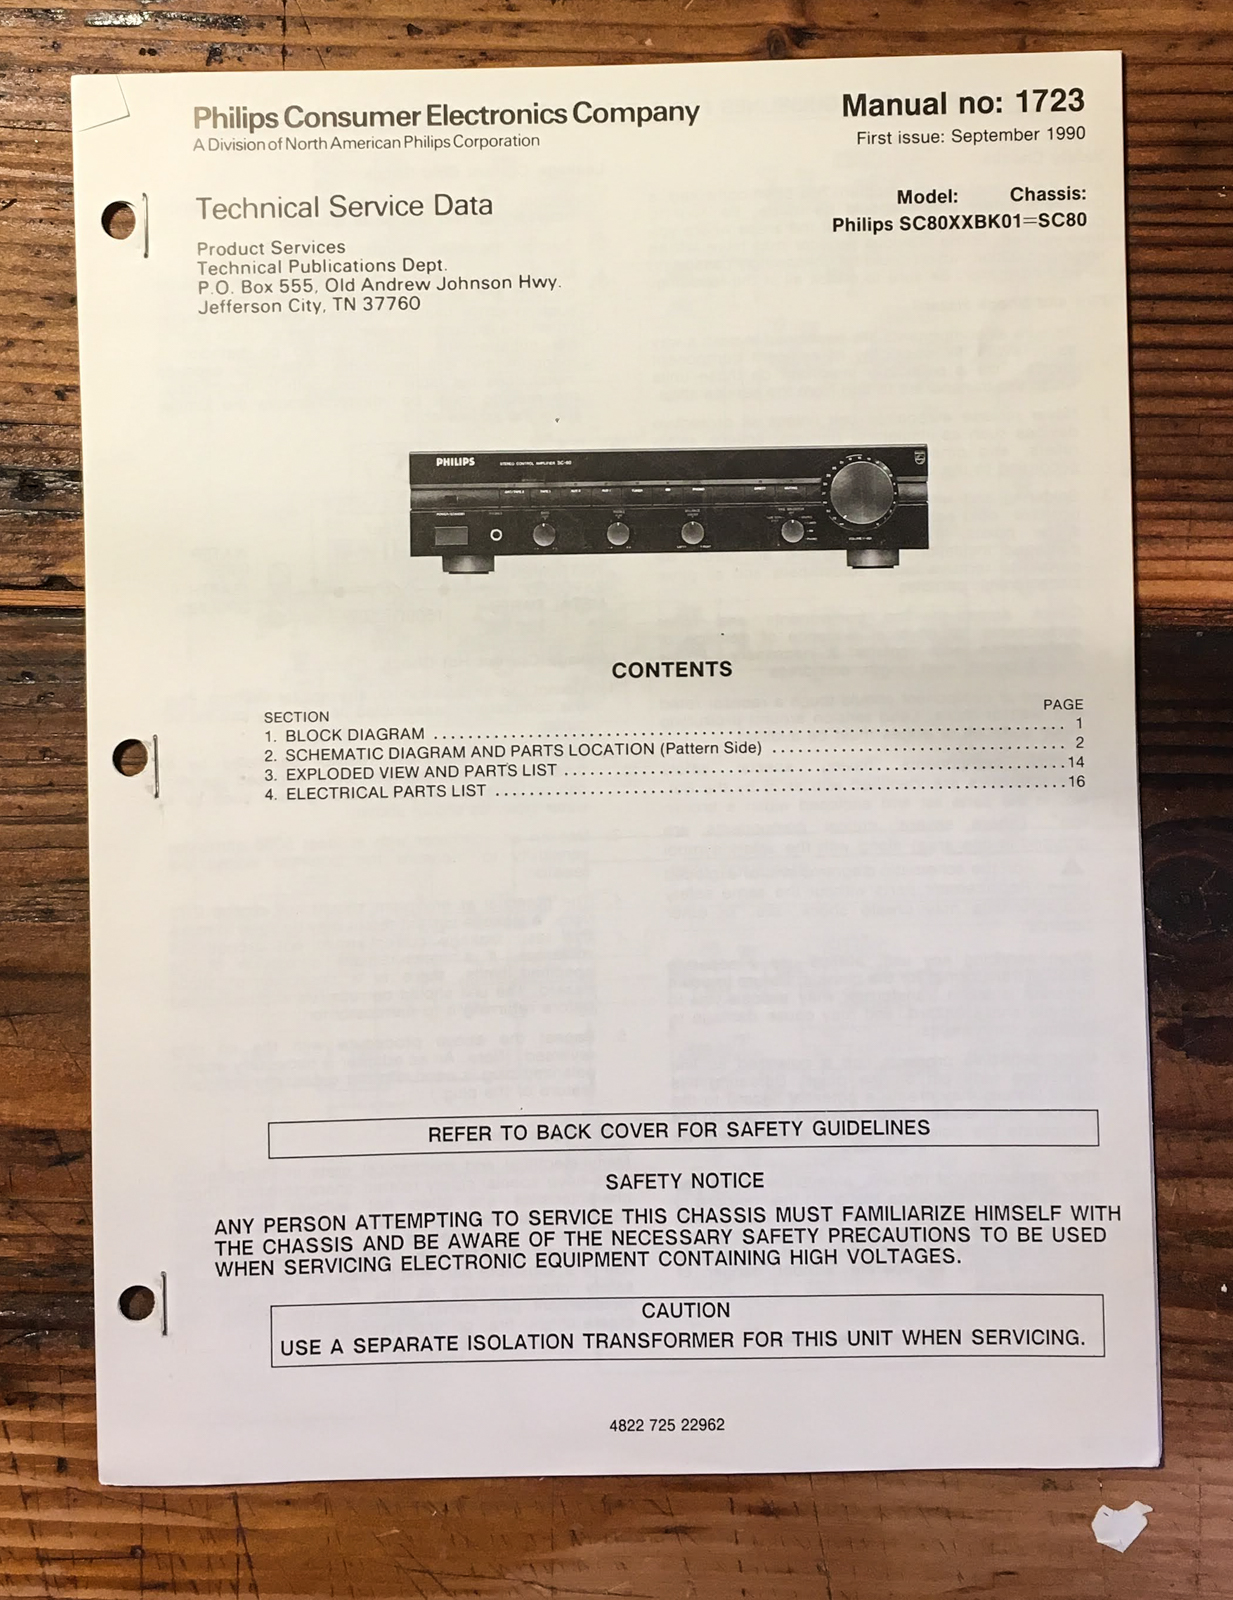 Philips Consumer Electronics Company
A Division of North American Philips Corporation
Manual no: 1723
First issue: September 1990
Technical Service Data
Model: Chassis:
Philips SC80XXBK01=SC80
Product Services
Technical Publications Dept.
P.O. Box 555, Old Andrew Johnson Hwy.
Jefferson City, TN 37760
PHILIPS
STEREO CONTROL AMPLIFIER SC-80
CONTENTS
SECTION PAGE
1. BLOCK DIAGRAM ........ 1
2. SCHEMATIC DIAGRAM AND PARTS LOCATION (Pattern Side) ........ 2
3. EXPLODED VIEW AND PARTS LIST ........ 14
4. ELECTRICAL PARTS LIST ........ 16
REFER TO BACK COVER FOR SAFETY GUIDELINES
SAFETY NOTICE
ANY PERSON ATTEMPTING TO SERVICE THIS CHASSIS MUST FAMILIARIZE HIMSELF WITH
THE CHASSIS AND BE AWARE OF THE NECESSARY SAFETY PRECAUTIONS TO BE USED
WHEN SERVICING ELECTRONIC EQUIPMENT CONTAINING HIGH VOLTAGES.
CAUTION
USE A SEPARATE ISOLATION TRANSFORMER FOR THIS UNIT WHEN SERVICING.
4822 725 22962